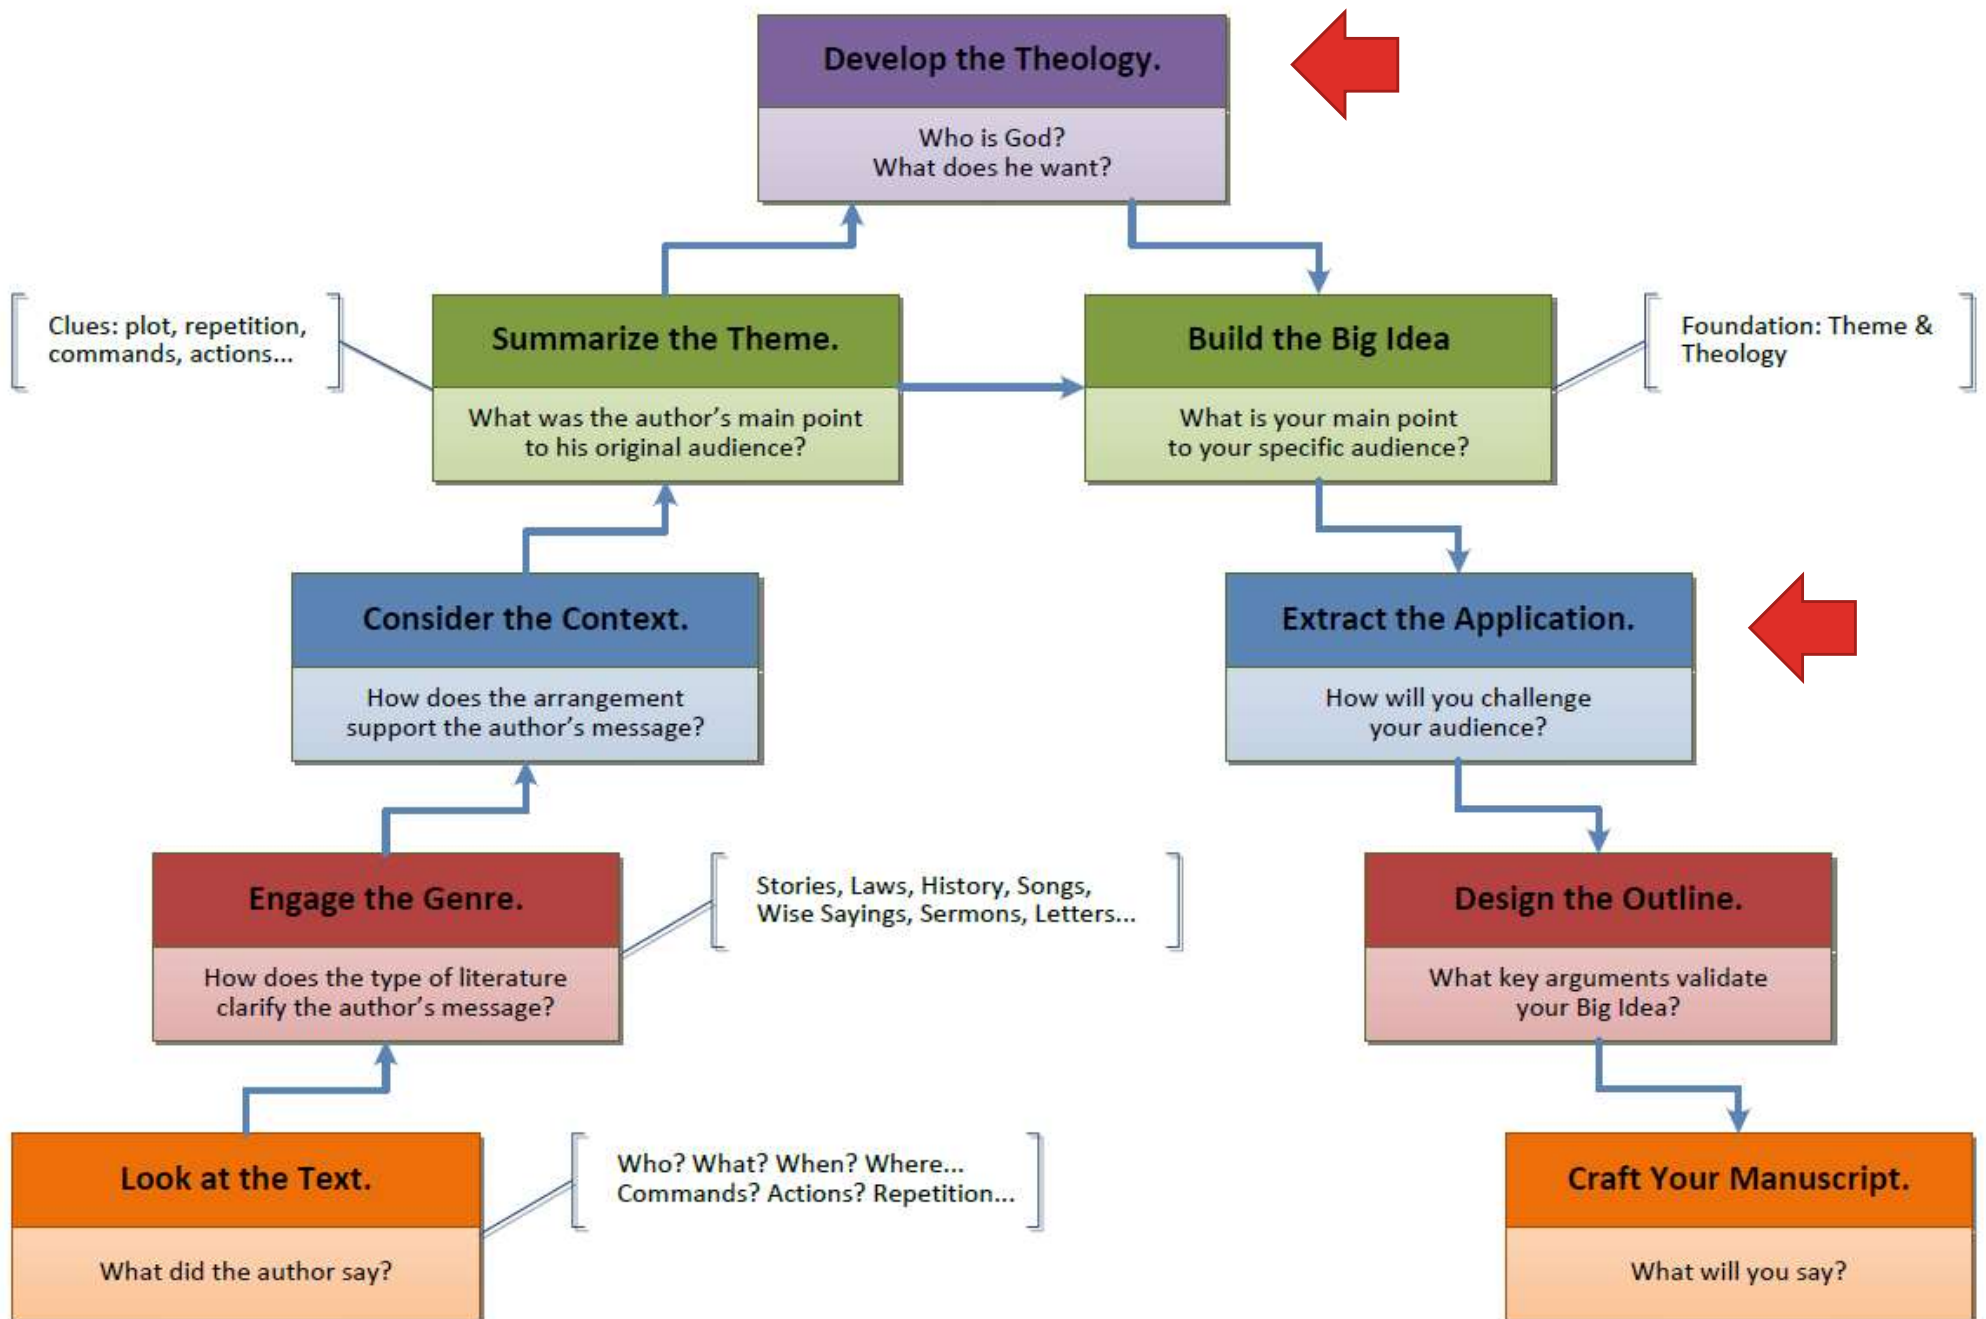 Develop the Theology.
Who is God?
What does he want?
Clues: plot, repetition,
commands, actions...
Summarize the Theme.
What was the author's main point
to his original audience?
Build the Big Idea
What is your main point
to your specific audience?
Foundation: Theme &
Theology
Consider the Context.
How does the arrangement
support the author's message?
Extract the Application.
How will you challenge
your audience?
Engage the Genre.
How does the type of literature
clarify the author's message?
Stories, Laws, History, Songs,
Wise Sayings, Sermons, Letters...
Design the Outline.
What key arguments validate
your Big Idea?
Look at the Text.
What did the author say?
Who? What? When? Where...
Commands? Actions? Repetition...
Craft Your Manuscript.
What will you say?